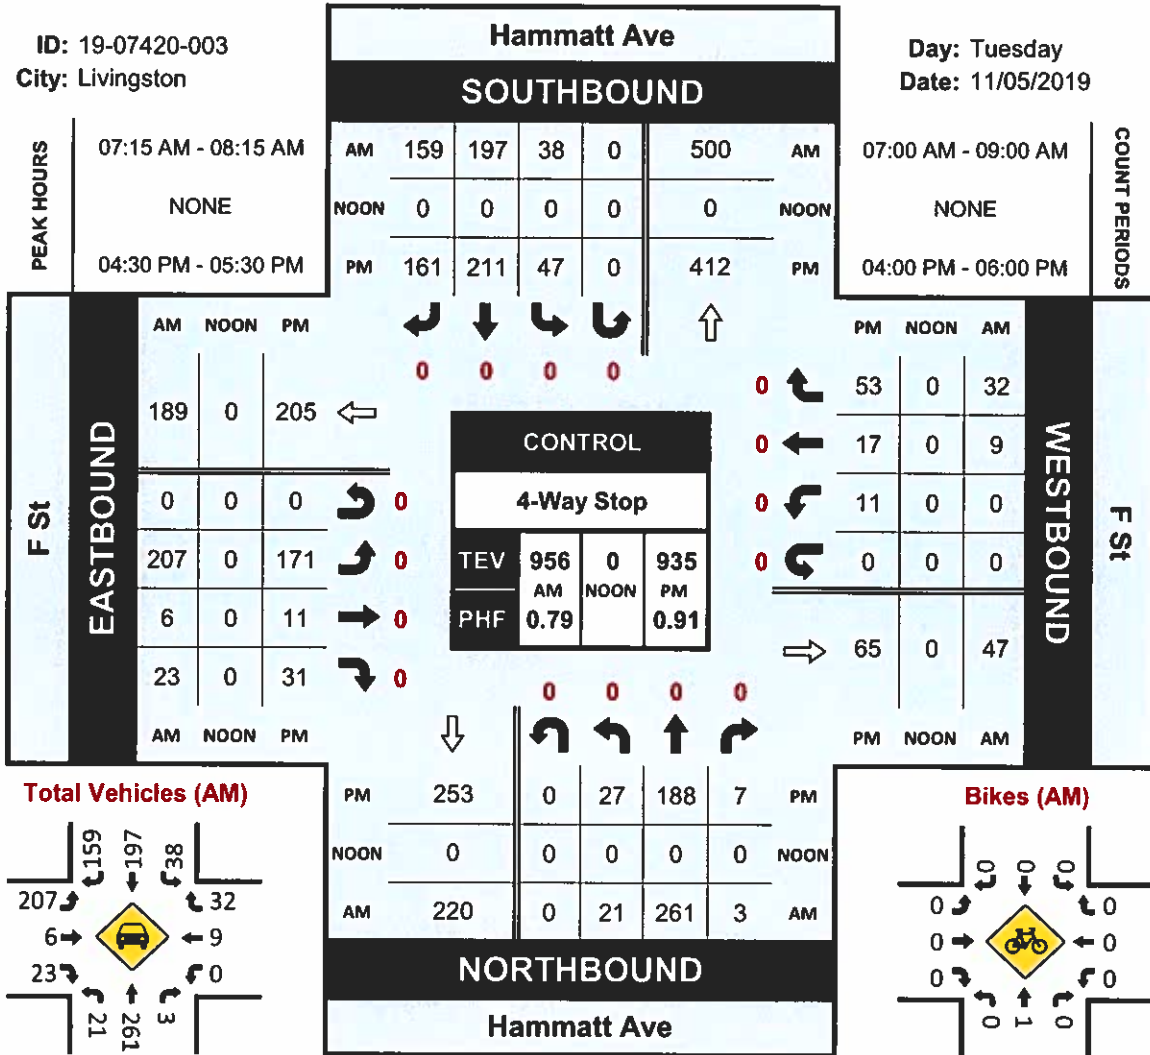 ID: 19-07420-003
City: Livingston
Hammatt Ave
Day: Tuesday
Date: 11/05/2019
SOUTHBOUND
PEAK HOURS
07:15 AM - 08:15 AM
NONE
04:30 PM - 05:30 PM
AM 159 197 38 0 500 AM
NOON 0 0 0 0 0 NOON
PM 161 211 47 0 412 PM
07:00 AM - 09:00 AM
NONE
04:00 PM - 06:00 PM
COUNT PERIODS
0 0 0 0
F St
EASTBOUND
AM NOON PM
189 0 205
0 0 0 0
207 0 171 0
6 0 11 0
23 0 31 0
AM NOON PM
CONTROL
4-Way Stop
TEV 956 0 935
AM NOON PM
PHF 0.79 0.91
PM NOON AM
0 53 0 32
0 17 0 9
0 11 0 0
0 0 0 0
65 0 47
PM NOON AM
WESTBOUND
F St
0 0 0 0
PM 253 0 27 188 7 PM
NOON 0 0 0 0 0 NOON
AM 220 0 21 261 3 AM
NORTHBOUND
Hammatt Ave
Total Vehicles (AM)
159 197 38
207 32
6 9
23 0
21 261 3
Bikes (AM)
0 0 0
0 0
0 0
0 0
0 1 0